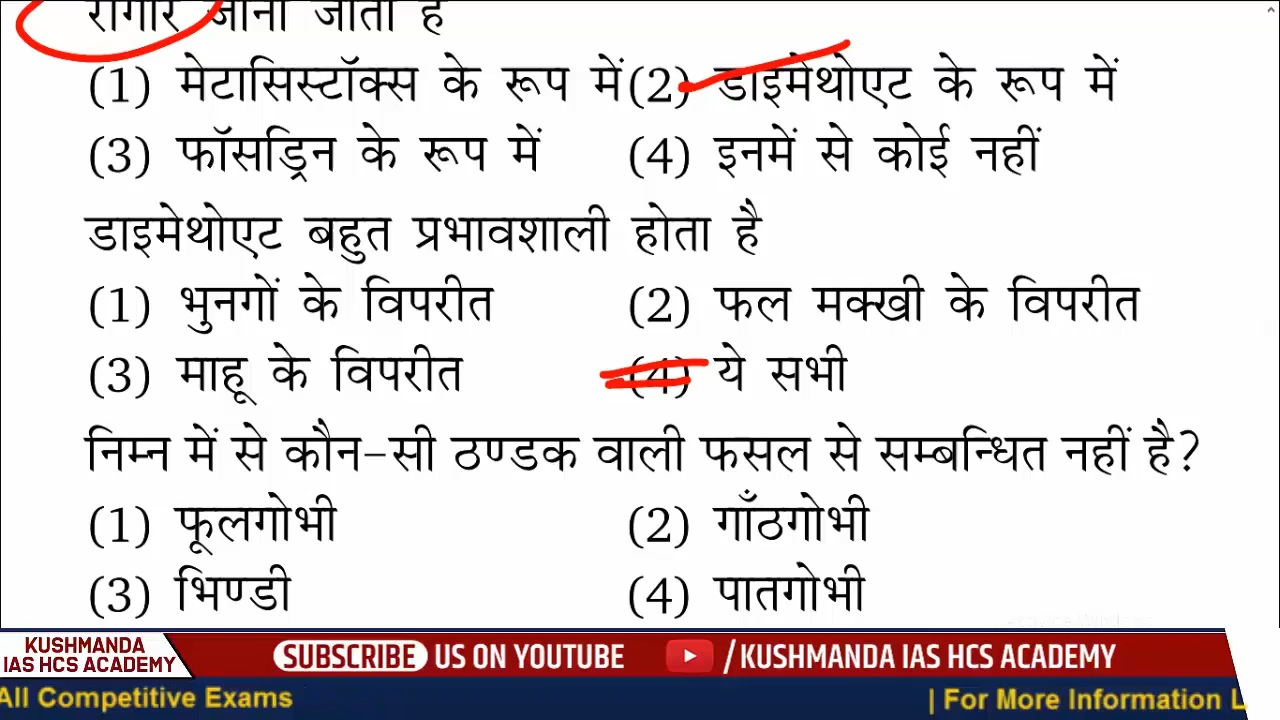 रोगोर जाना जाता है
(1) मेटासिस्टॉक्स के रूप में (2) डाइमेथोएट के रूप में
(3) फॉसड्रिन के रूप में (4) इनमें से कोई नहीं
डाइमेथोएट बहुत प्रभावशाली होता है
(1) भुनगों के विपरीत (2) फल मक्खी के विपरीत
(3) माहू के विपरीत (4) ये सभी
निम्न में से कौन-सी ठण्डक वाली फसल से सम्बन्धित नहीं है?
(1) फूलगोभी (2) गाँठगोभी
(3) भिण्डी (4) पातगोभी
KUSHMANDA
IAS HCS ACADEMY
SUBSCRIBE US ON YOUTUBE /KUSHMANDA IAS HCS ACADEMY
All Competitive Exams | For More Information